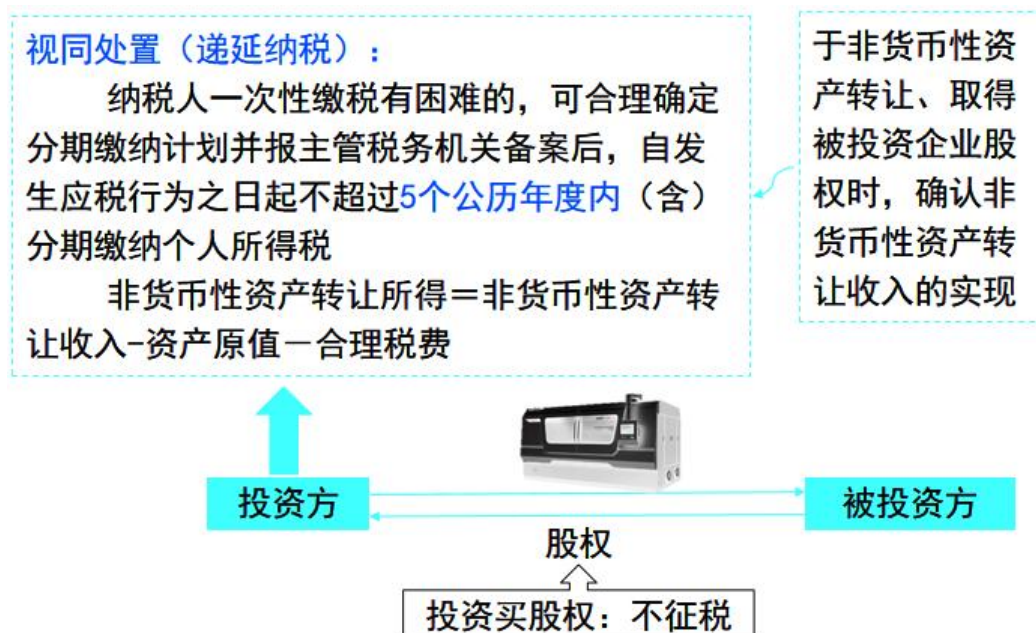 视同处置（递延纳税）：
纳税人一次性缴税有困难的，可合理确定
分期缴纳计划并报主管税务机关备案后，自发
生应税行为之日起不超过5个公历年度内（含）
分期缴纳个人所得税
非货币性资产转让所得＝非货币性资产转
让收入-资产原值－合理税费
于非货币性资
产转让、取得
被投资企业股
权时，确认非
货币性资产转
让收入的实现
投资方
被投资方
股权
投资买股权：不征税